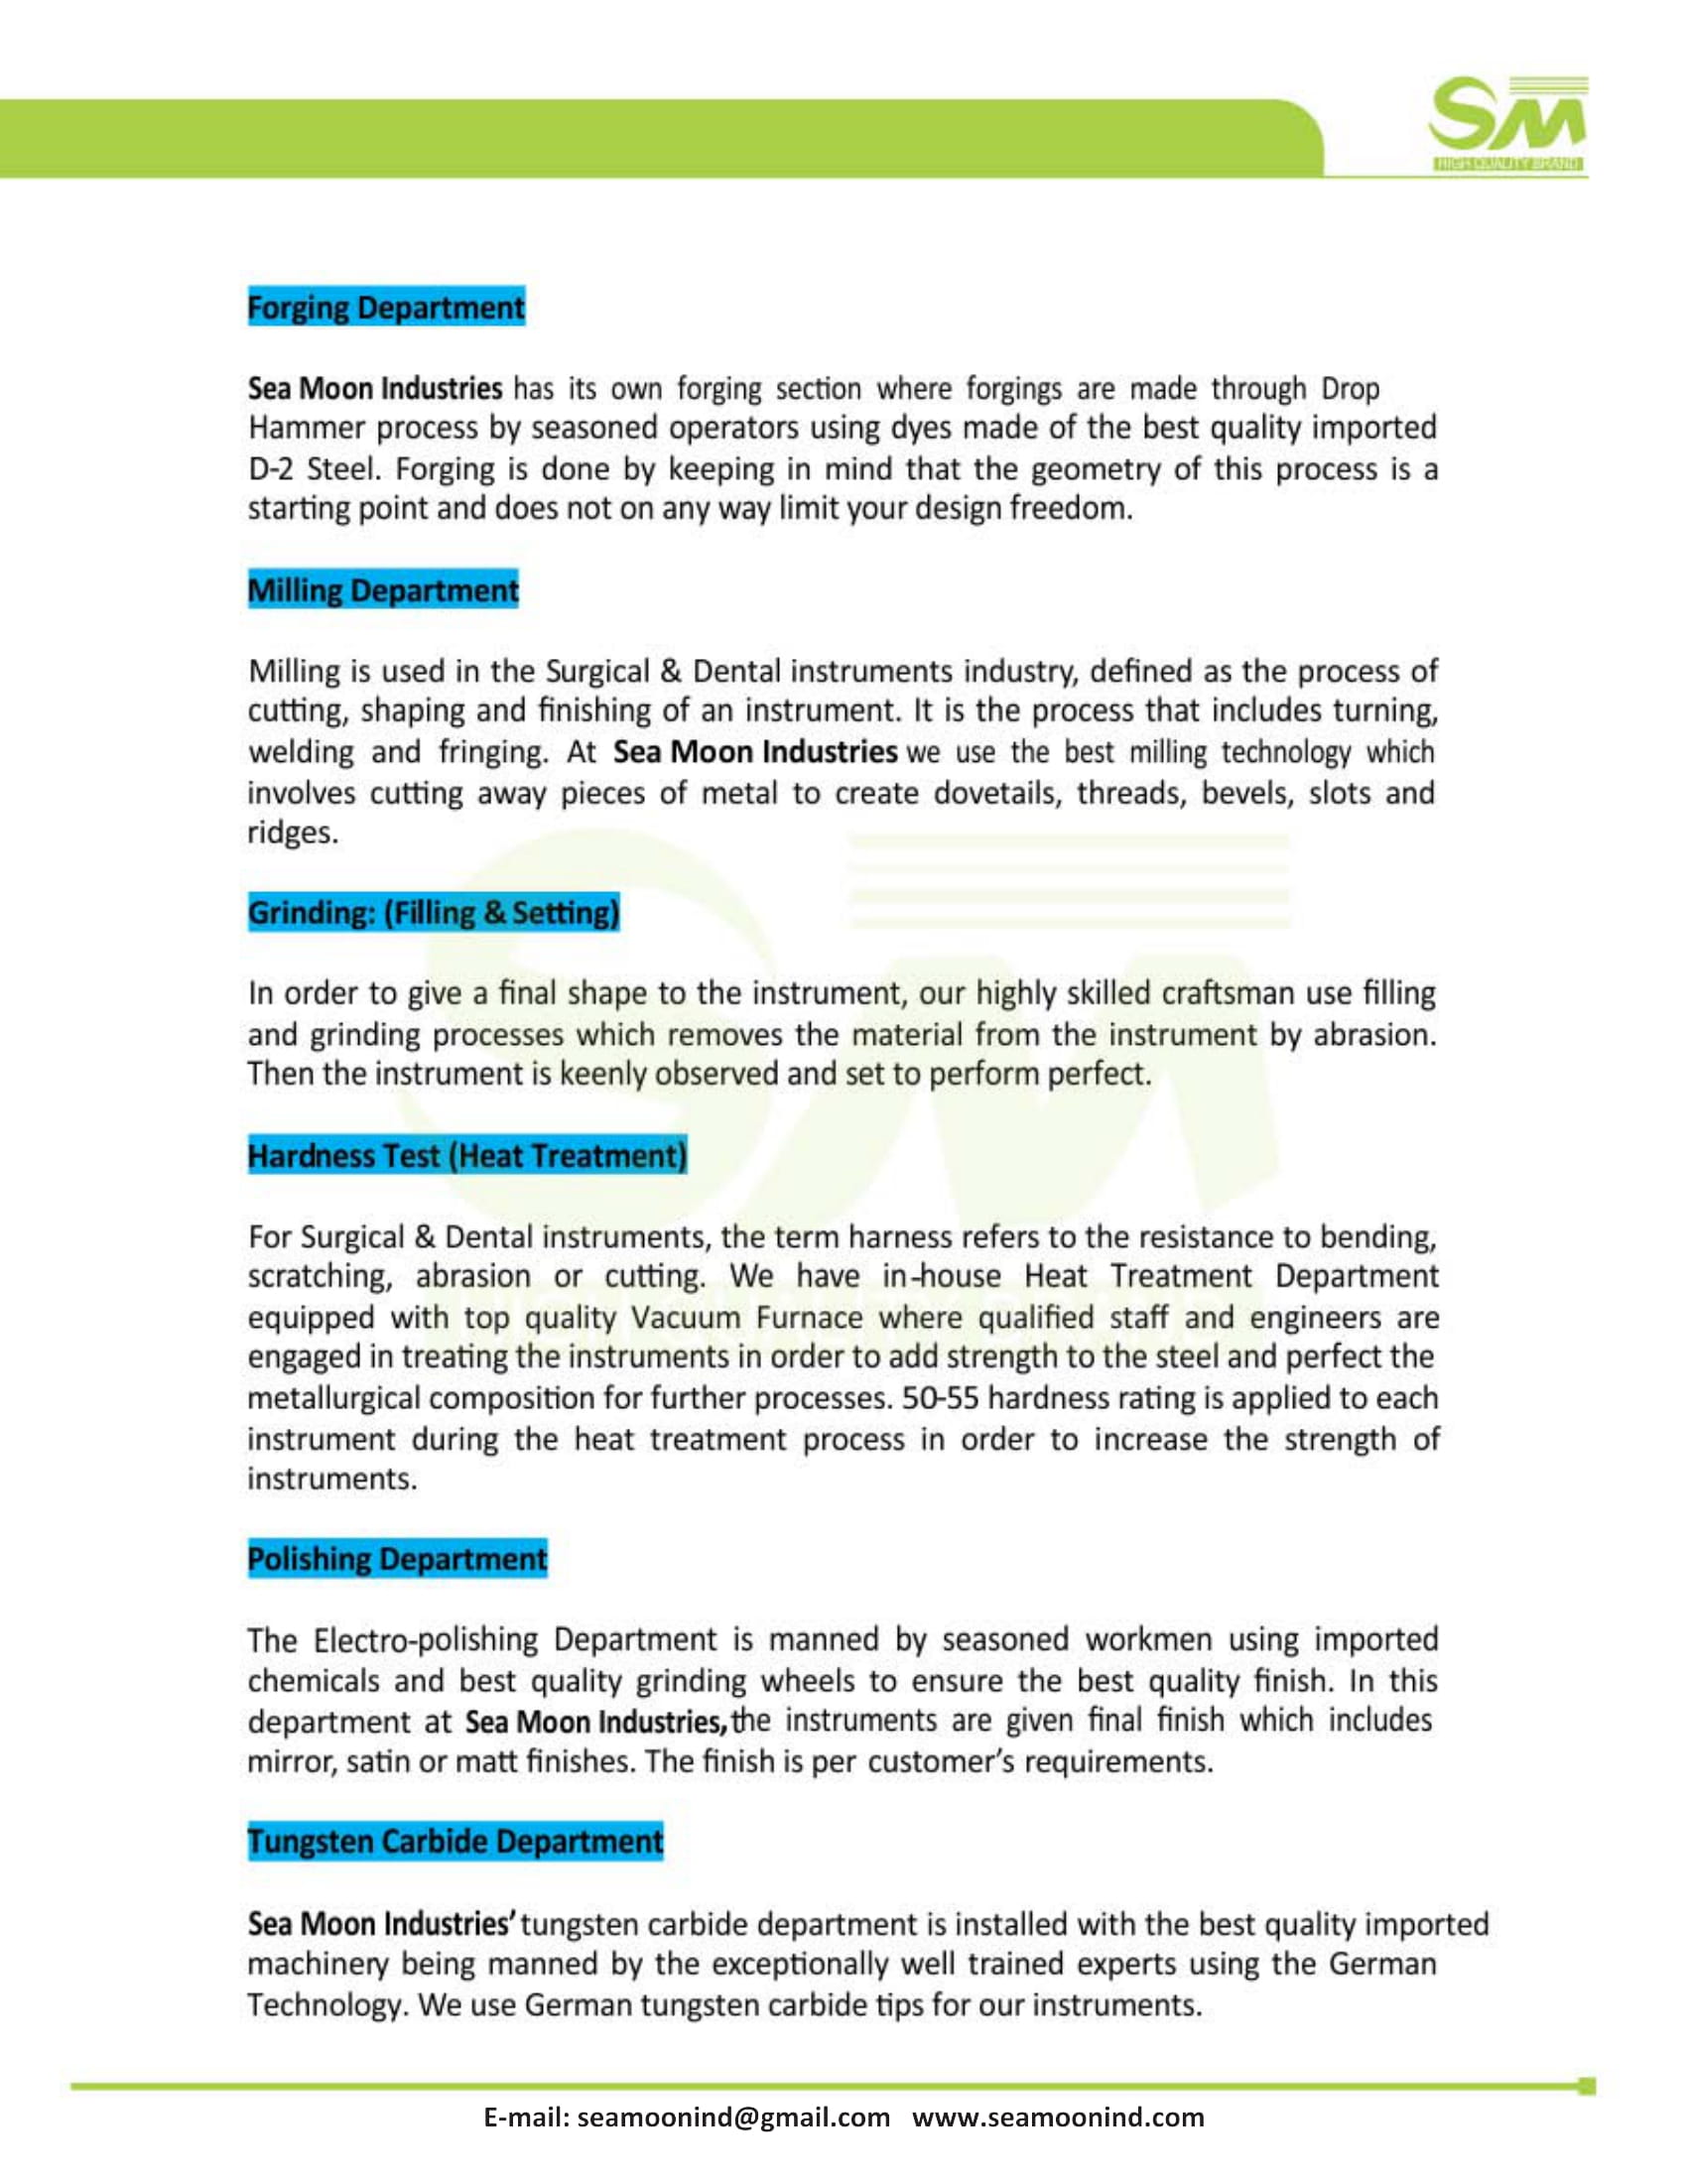 SM
HIGH QUALITY BRAND
Forging Department
Sea Moon Industries has its own forging section where forgings are made through Drop
Hammer process by seasoned operators using dyes made of the best quality imported
D-2 Steel. Forging is done by keeping in mind that the geometry of this process is a
starting point and does not on any way limit your design freedom.
Milling Department
Milling is used in the Surgical & Dental instruments industry, defined as the process of
cutting, shaping and finishing of an instrument. It is the process that includes turning,
welding and fringing. At Sea Moon Industries we use the best milling technology which
involves cutting away pieces of metal to create dovetails, threads, bevels, slots and
ridges.
Grinding: (Filling & Setting)
In order to give a final shape to the instrument, our highly skilled craftsman use filling
and grinding processes which removes the material from the instrument by abrasion.
Then the instrument is keenly observed and set to perform perfect.
Hardness Test (Heat Treatment)
For Surgical & Dental instruments, the term harness refers to the resistance to bending,
scratching, abrasion or cutting. We have in-house Heat Treatment Department
equipped with top quality Vacuum Furnace where qualified staff and engineers are
engaged in treating the instruments in order to add strength to the steel and perfect the
metallurgical composition for further processes. 50-55 hardness rating is applied to each
instrument during the heat treatment process in order to increase the strength of
instruments.
Polishing Department
The Electro-polishing Department is manned by seasoned workmen using imported
chemicals and best quality grinding wheels to ensure the best quality finish. In this
department at Sea Moon Industries, the instruments are given final finish which includes
mirror, satin or matt finishes. The finish is per customer's requirements.
Tungsten Carbide Department
Sea Moon Industries' tungsten carbide department is installed with the best quality imported
machinery being manned by the exceptionally well trained experts using the German
Technology. We use German tungsten carbide tips for our instruments.
E-mail: seamoonind@gmail.com www.seamoonind.com